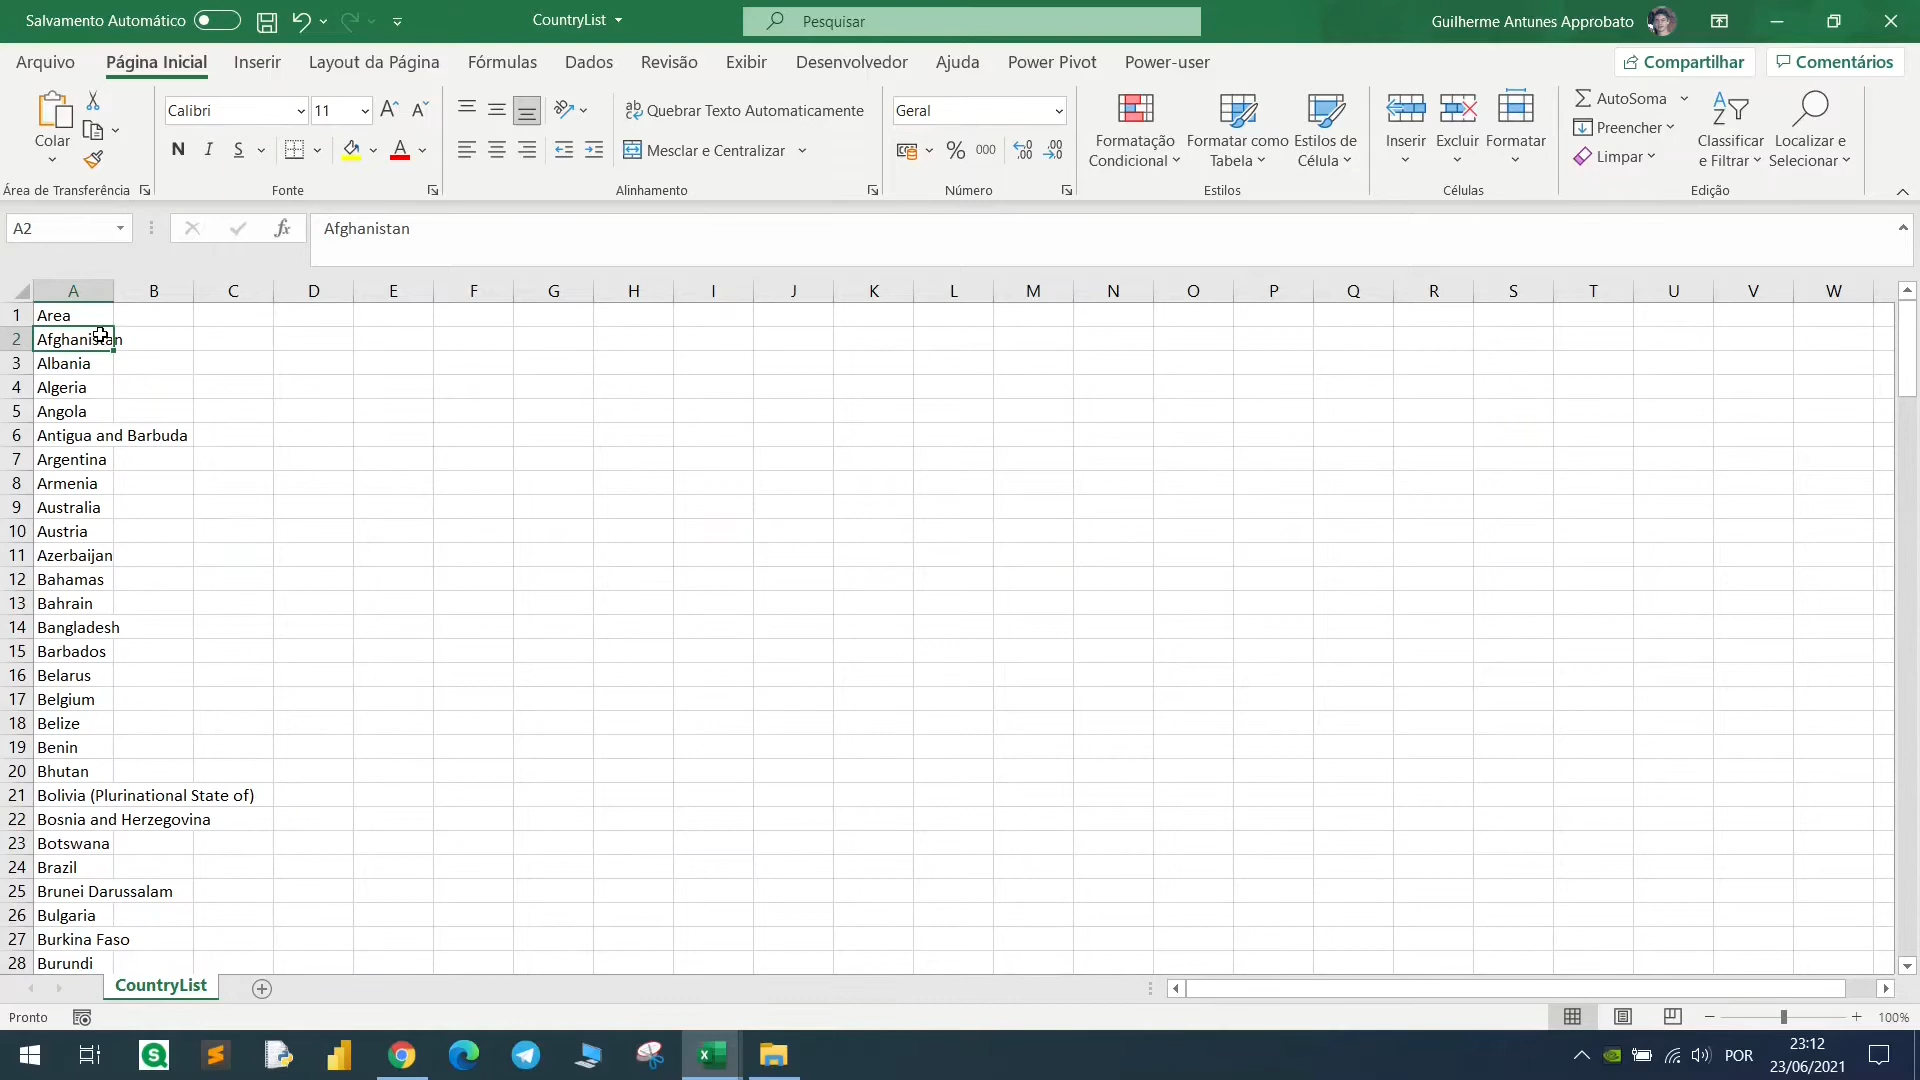 Salvamento Automático
CountryList
Pesquisar
Guilherme Antunes Approbato
Arquivo
Página Inicial
Inserir
Layout da Página
Fórmulas
Dados
Revisão
Exibir
Desenvolvedor
Ajuda
Power Pivot
Power-user
Compartilhar
Comentários
Colar
Área de Transferência
Calibri
11
N
I
S
Fonte
Quebrar Texto Automaticamente
Mesclar e Centralizar
Alinhamento
Geral
%
000
Número
Formatação
Condicional
Formatar como
Tabela
Estilos de
Célula
Estilos
Inserir
Excluir
Formatar
Células
AutoSoma
Preencher
Limpar
Classificar
e Filtrar
Localizar e
Selecionar
Edição
A2
fx
Afghanistan
A B C D E F G H I J K L M N O P Q R S T U V W
1 Area
2 Afghanistan
3 Albania
4 Algeria
5 Angola
6 Antigua and Barbuda
7 Argentina
8 Armenia
9 Australia
10 Austria
11 Azerbaijan
12 Bahamas
13 Bahrain
14 Bangladesh
15 Barbados
16 Belarus
17 Belgium
18 Belize
19 Benin
20 Bhutan
21 Bolivia (Plurinational State of)
22 Bosnia and Herzegovina
23 Botswana
24 Brazil
25 Brunei Darussalam
26 Bulgaria
27 Burkina Faso
28 Burundi
CountryList
Pronto
100%
POR
23:12
23/06/2021